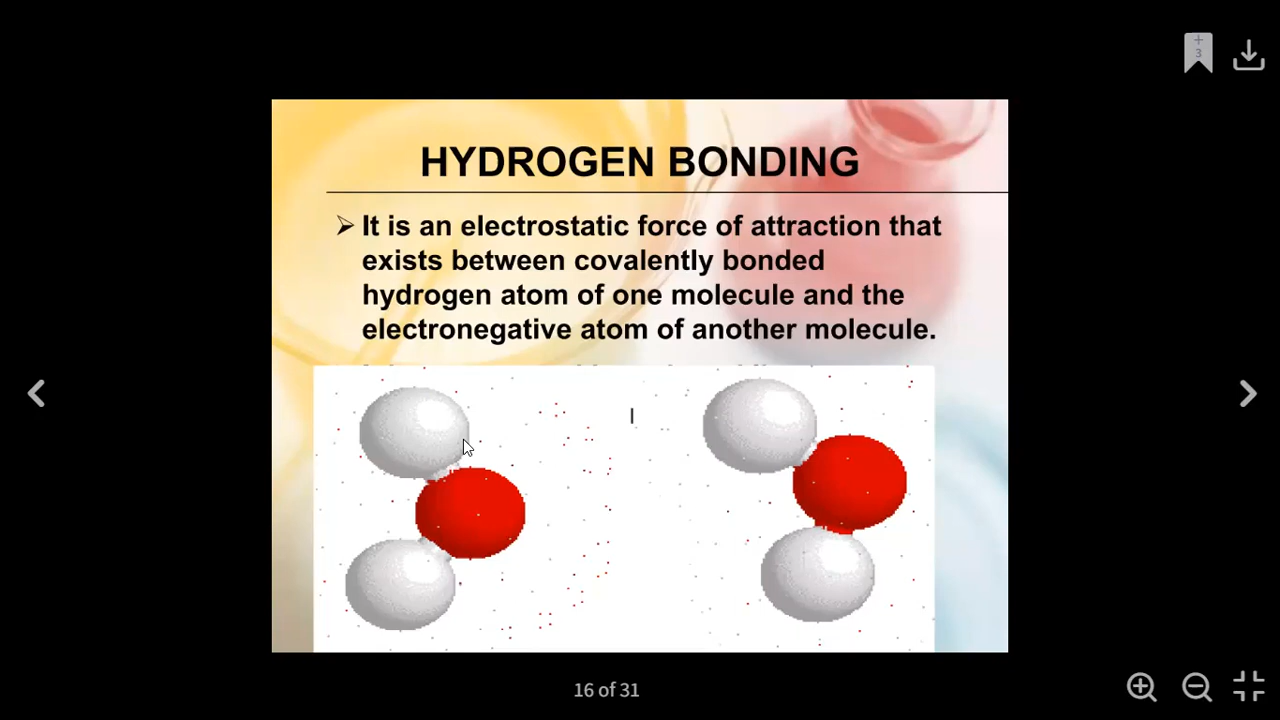 +
3
HYDROGEN BONDING
➢ It is an electrostatic force of attraction that
exists between covalently bonded
hydrogen atom of one molecule and the
electronegative atom of another molecule.
16 of 31